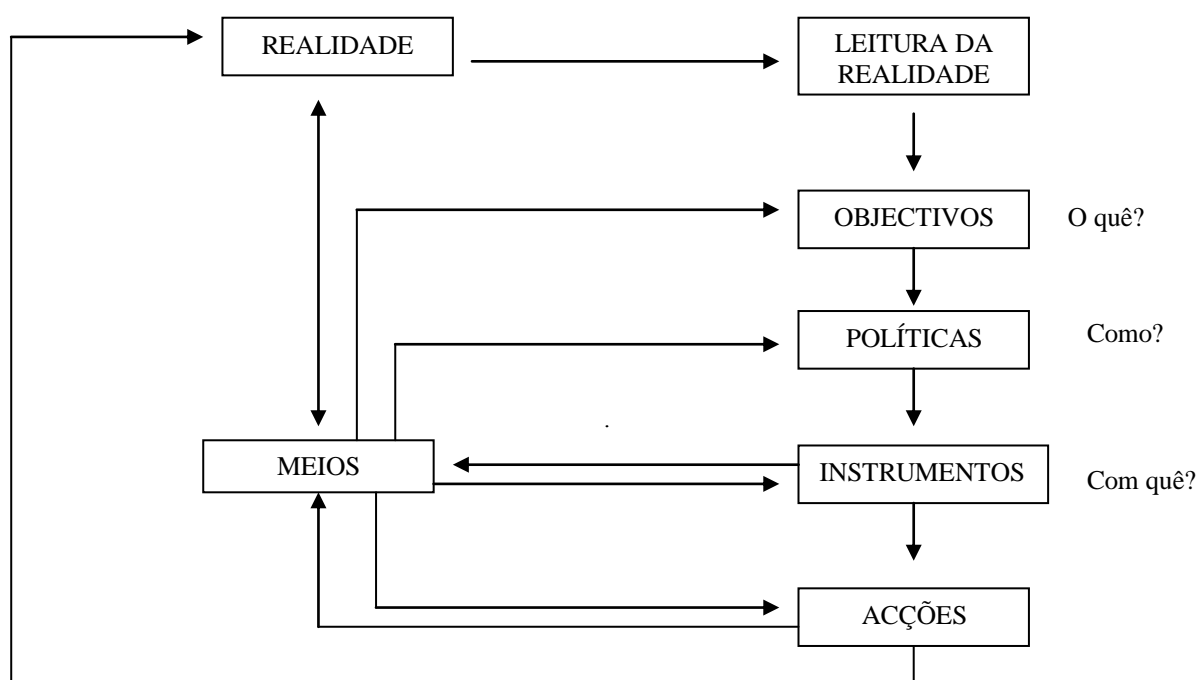 REALIDADE
LEITURA DA
REALIDADE
OBJECTIVOS
O quê?
POLÍTICAS
Como?
MEIOS
INSTRUMENTOS
Com quê?
ACÇÕES